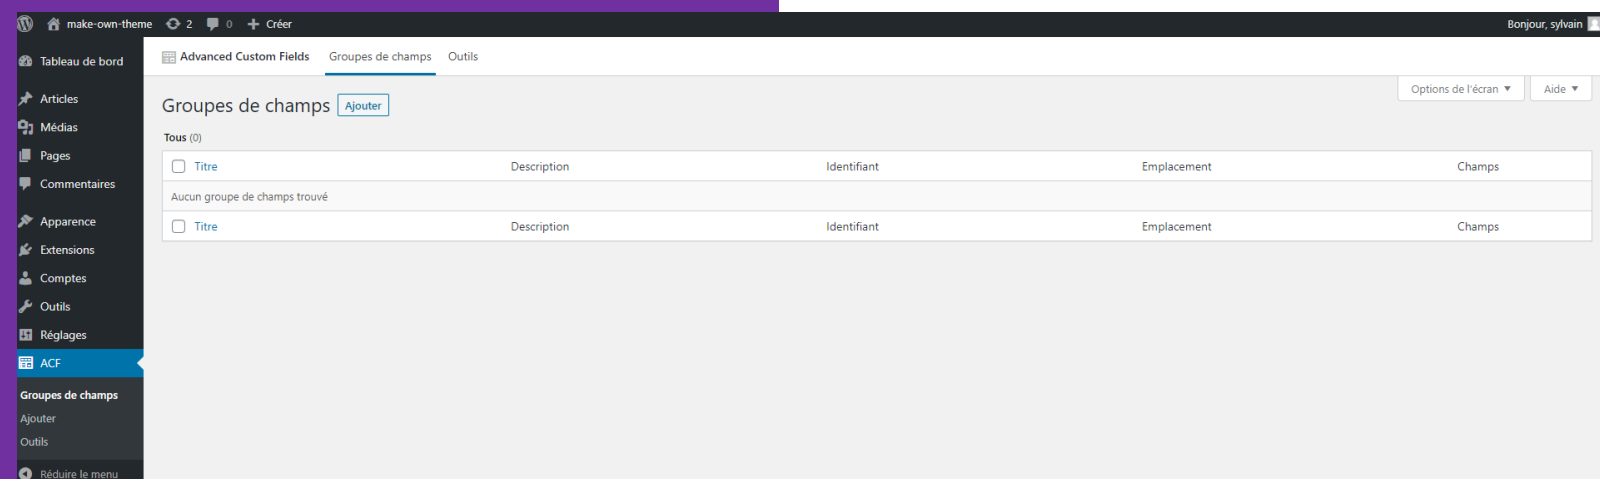 make-own-theme 2 0 Créer Bonjour, sylvain
Tableau de bord
Articles
Médias
Pages
Commentaires
Apparence
Extensions
Comptes
Outils
Réglages
ACF
Groupes de champs
Ajouter
Outils
Réduire le menu
Advanced Custom Fields Groupes de champs Outils
Options de l'écran Aide
Groupes de champs Ajouter
Tous (0)
Titre Description Identifiant Emplacement Champs
Aucun groupe de champs trouvé
Titre Description Identifiant Emplacement Champs